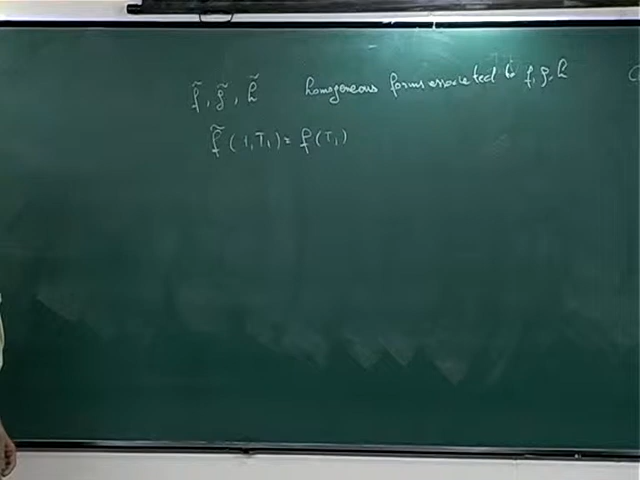 f̃, g̃, h̃ homogeneous forms associated to f, g, h
f̃(1,T₁) = f(T₁)